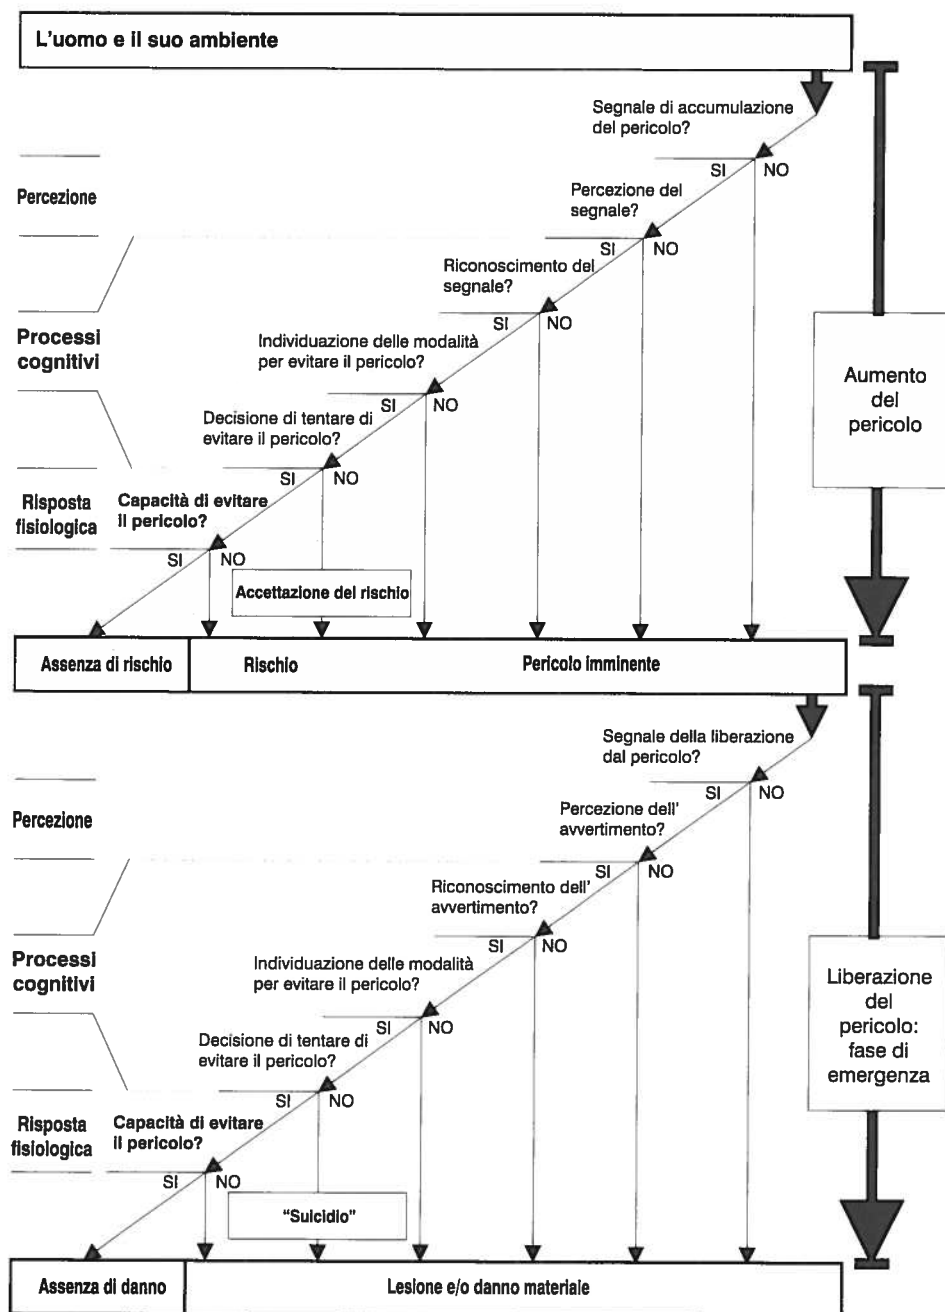 L'uomo e il suo ambiente
Segnale di accumulazione
del pericolo?
SI NO
Percezione
Percezione del
segnale?
SI NO
Riconoscimento del
segnale?
SI NO
Processi
cognitivi
Individuazione delle modalità
per evitare il pericolo?
SI NO
Aumento
del
pericolo
Decisione di tentare di
evitare il pericolo?
SI NO
Risposta
fisiologica
Capacità di evitare
il pericolo?
SI NO
Accettazione del rischio
Assenza di rischio Rischio Pericolo imminente
Segnale della liberazione
dal pericolo?
SI NO
Percezione
Percezione dell'
avvertimento?
SI NO
Riconoscimento dell'
avvertimento?
SI NO
Processi
cognitivi
Individuazione delle modalità
per evitare il pericolo?
SI NO
Liberazione
del
pericolo:
fase di
emergenza
Decisione di tentare di
evitare il pericolo?
SI NO
Risposta
fisiologica
Capacità di evitare
il pericolo?
SI NO
“Suicidio”
Assenza di danno Lesione e/o danno materiale